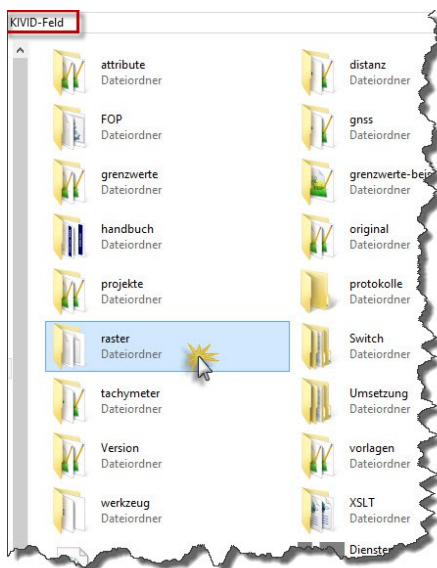 KIVID-Feld
attribute
Dateiordner
distanz
Dateiordner
FOP
Dateiordner
gnss
Dateiordner
grenzwerte
Dateiordner
grenzwerte-beis
Dateiordner
handbuch
Dateiordner
original
Dateiordner
projekte
Dateiordner
protokolle
Dateiordner
raster
Dateiordner
Switch
Dateiordner
tachymeter
Dateiordner
Umsetzung
Dateiordner
Version
Dateiordner
vorlagen
Dateiordner
werkzeug
Dateiordner
XSLT
Dateiordner